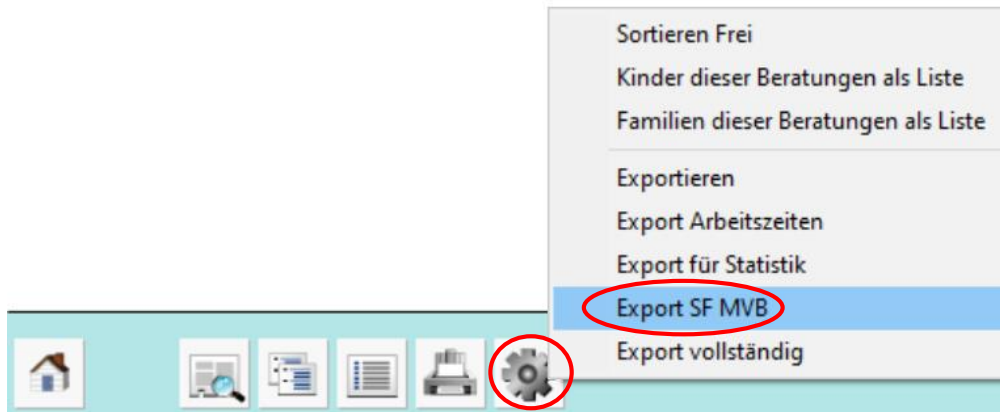 Sortieren Frei
Kinder dieser Beratungen als Liste
Familien dieser Beratungen als Liste
Exportieren
Export Arbeitszeiten
Export für Statistik
Export SF MVB
Export vollständig